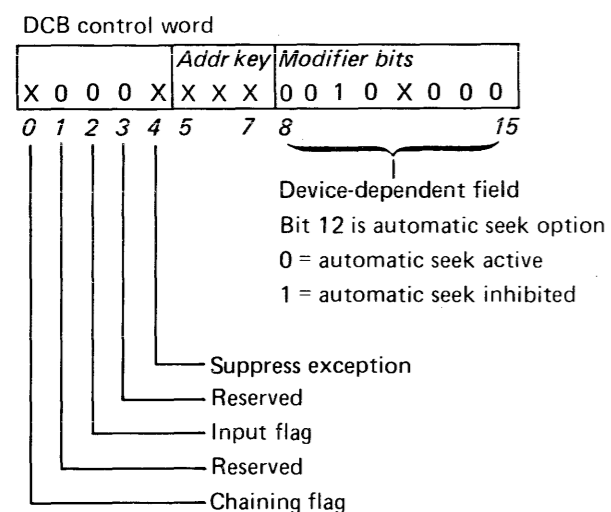 DCB control word
Addr key Modifier bits
X 0 0 0 X X X X 0 0 1 0 X 0 0 0
0 1 2 3 4 5 7 8 15
Device-dependent field
Bit 12 is automatic seek option
0 = automatic seek active
1 = automatic seek inhibited
Suppress exception
Reserved
Input flag
Reserved
Chaining flag